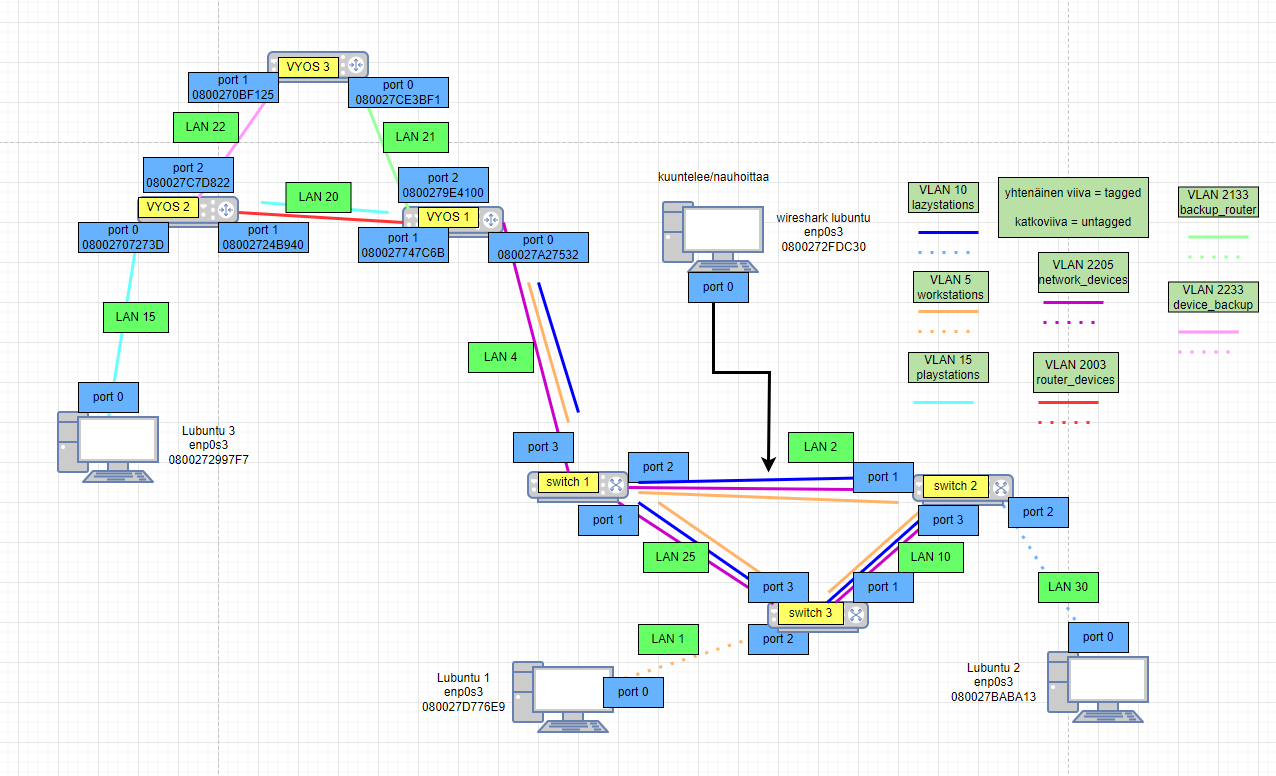 VYOS 3
port 1
0800270BF125
port 0
080027CE3BF1
LAN 22
LAN 21
port 2
080027C7D822
VYOS 2
LAN 20
port 2
0800279E4100
VYOS 1
port 0
08002707273D
port 1
08002724B940
port 1
080027747C6B
port 0
080027A27532
LAN 15
port 0
Lubuntu 3
enp0s3
0800272997F7
LAN 4
kuuntelee/nauhoittaa
wireshark lubuntu
enp0s3
0800272FDC30
port 0
VLAN 10
lazystations
yhtenäinen viiva = tagged
katkoviiva = untagged
VLAN 2133
backup_router
VLAN 5
workstations
VLAN 2205
network_devices
VLAN 2233
device_backup
VLAN 15
playstations
VLAN 2003
router_devices
port 3
switch 1
port 2
LAN 2
port 1
switch 2
port 1
port 3
port 2
LAN 25
LAN 10
port 3
port 1
switch 3
port 2
LAN 30
LAN 1
port 0
Lubuntu 1
enp0s3
080027D776E9
port 0
Lubuntu 2
enp0s3
080027BABA13